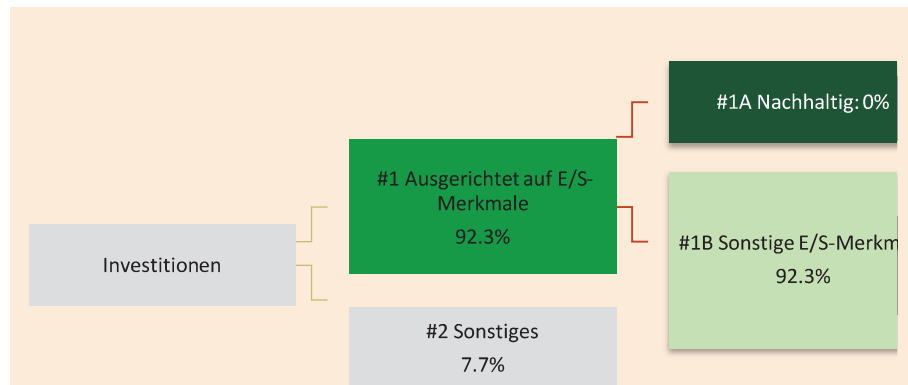 #1A Nachhaltig: 0%
#1 Ausgerichtet auf E/S-
Merkmale
92.3%
#1B Sonstige E/S-Merkm
92.3%
Investitionen
#2 Sonstiges
7.7%